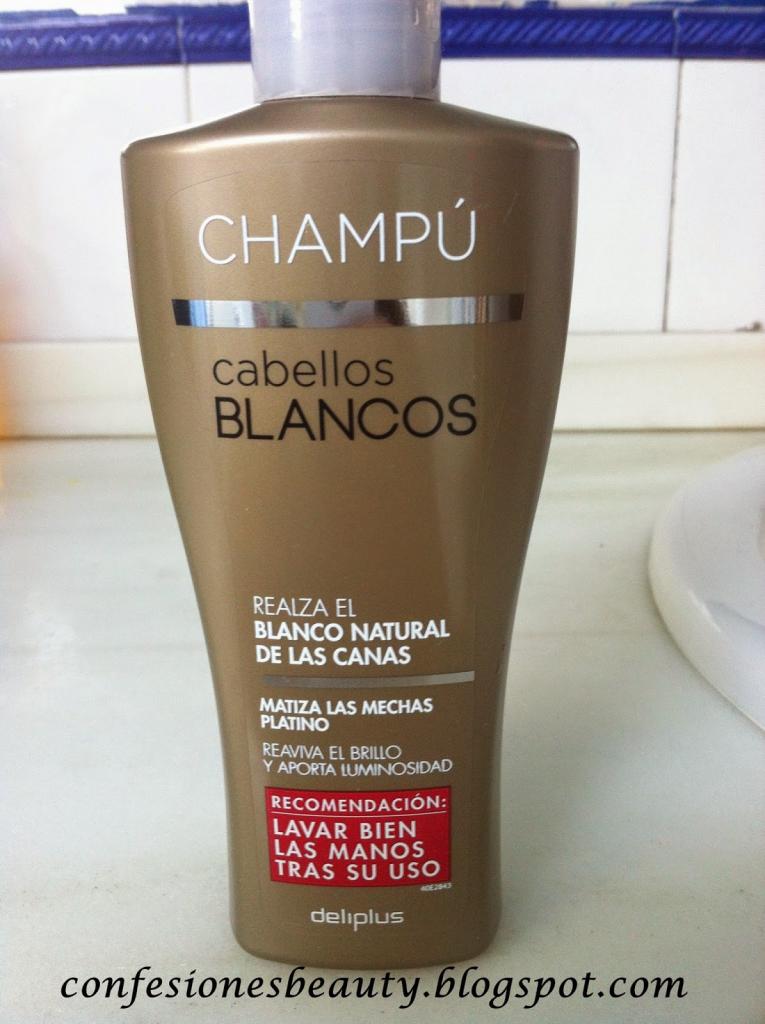 CHAMPÚ
cabellos
BLANCOS
REALZA EL
BLANCO NATURAL
DE LAS CANAS
MATIZA LAS MECHAS
PLATINO
REAVIVA EL BRILLO
Y APORTA LUMINOSIDAD
RECOMENDACIÓN:
LAVAR BIEN
LAS MANOS
TRAS SU USO
40E2843
deliplus
confesionesbeauty.blogspot.com